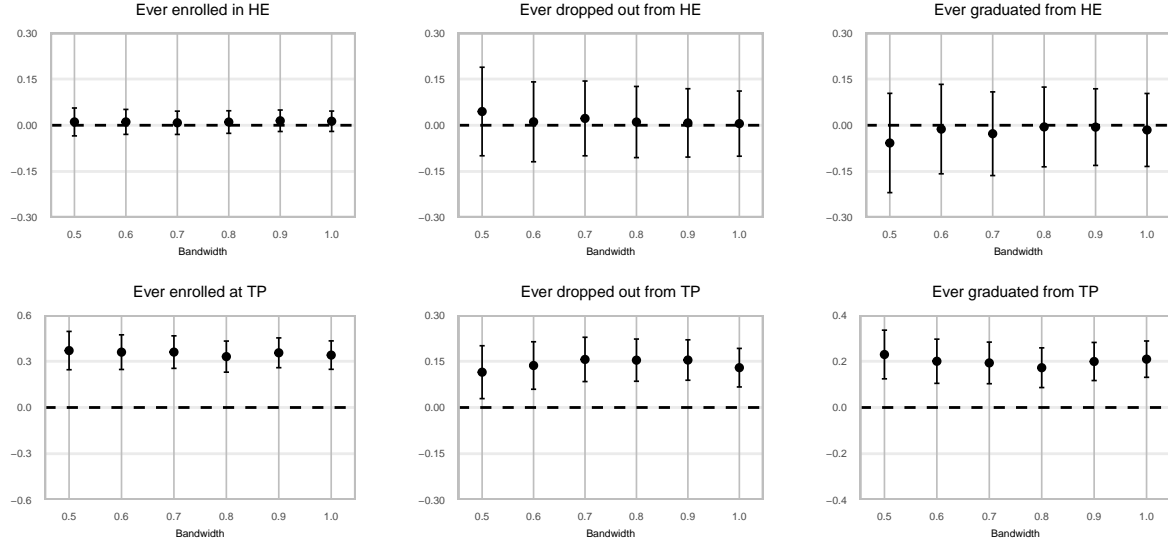 Ever enrolled in HE
0.30
0.15
0.00
−0.15
−0.30
0.5 0.6 0.7 0.8 0.9 1.0
Bandwidth
Ever dropped out from HE
0.30
0.15
0.00
−0.15
−0.30
0.5 0.6 0.7 0.8 0.9 1.0
Bandwidth
Ever graduated from HE
0.30
0.15
0.00
−0.15
−0.30
0.5 0.6 0.7 0.8 0.9 1.0
Bandwidth
Ever enrolled at TP
0.6
0.3
0.0
−0.3
−0.6
0.5 0.6 0.7 0.8 0.9 1.0
Bandwidth
Ever dropped out from TP
0.30
0.15
0.00
−0.15
−0.30
0.5 0.6 0.7 0.8 0.9 1.0
Bandwidth
Ever graduated from TP
0.4
0.2
0.0
−0.2
−0.4
0.5 0.6 0.7 0.8 0.9 1.0
Bandwidth